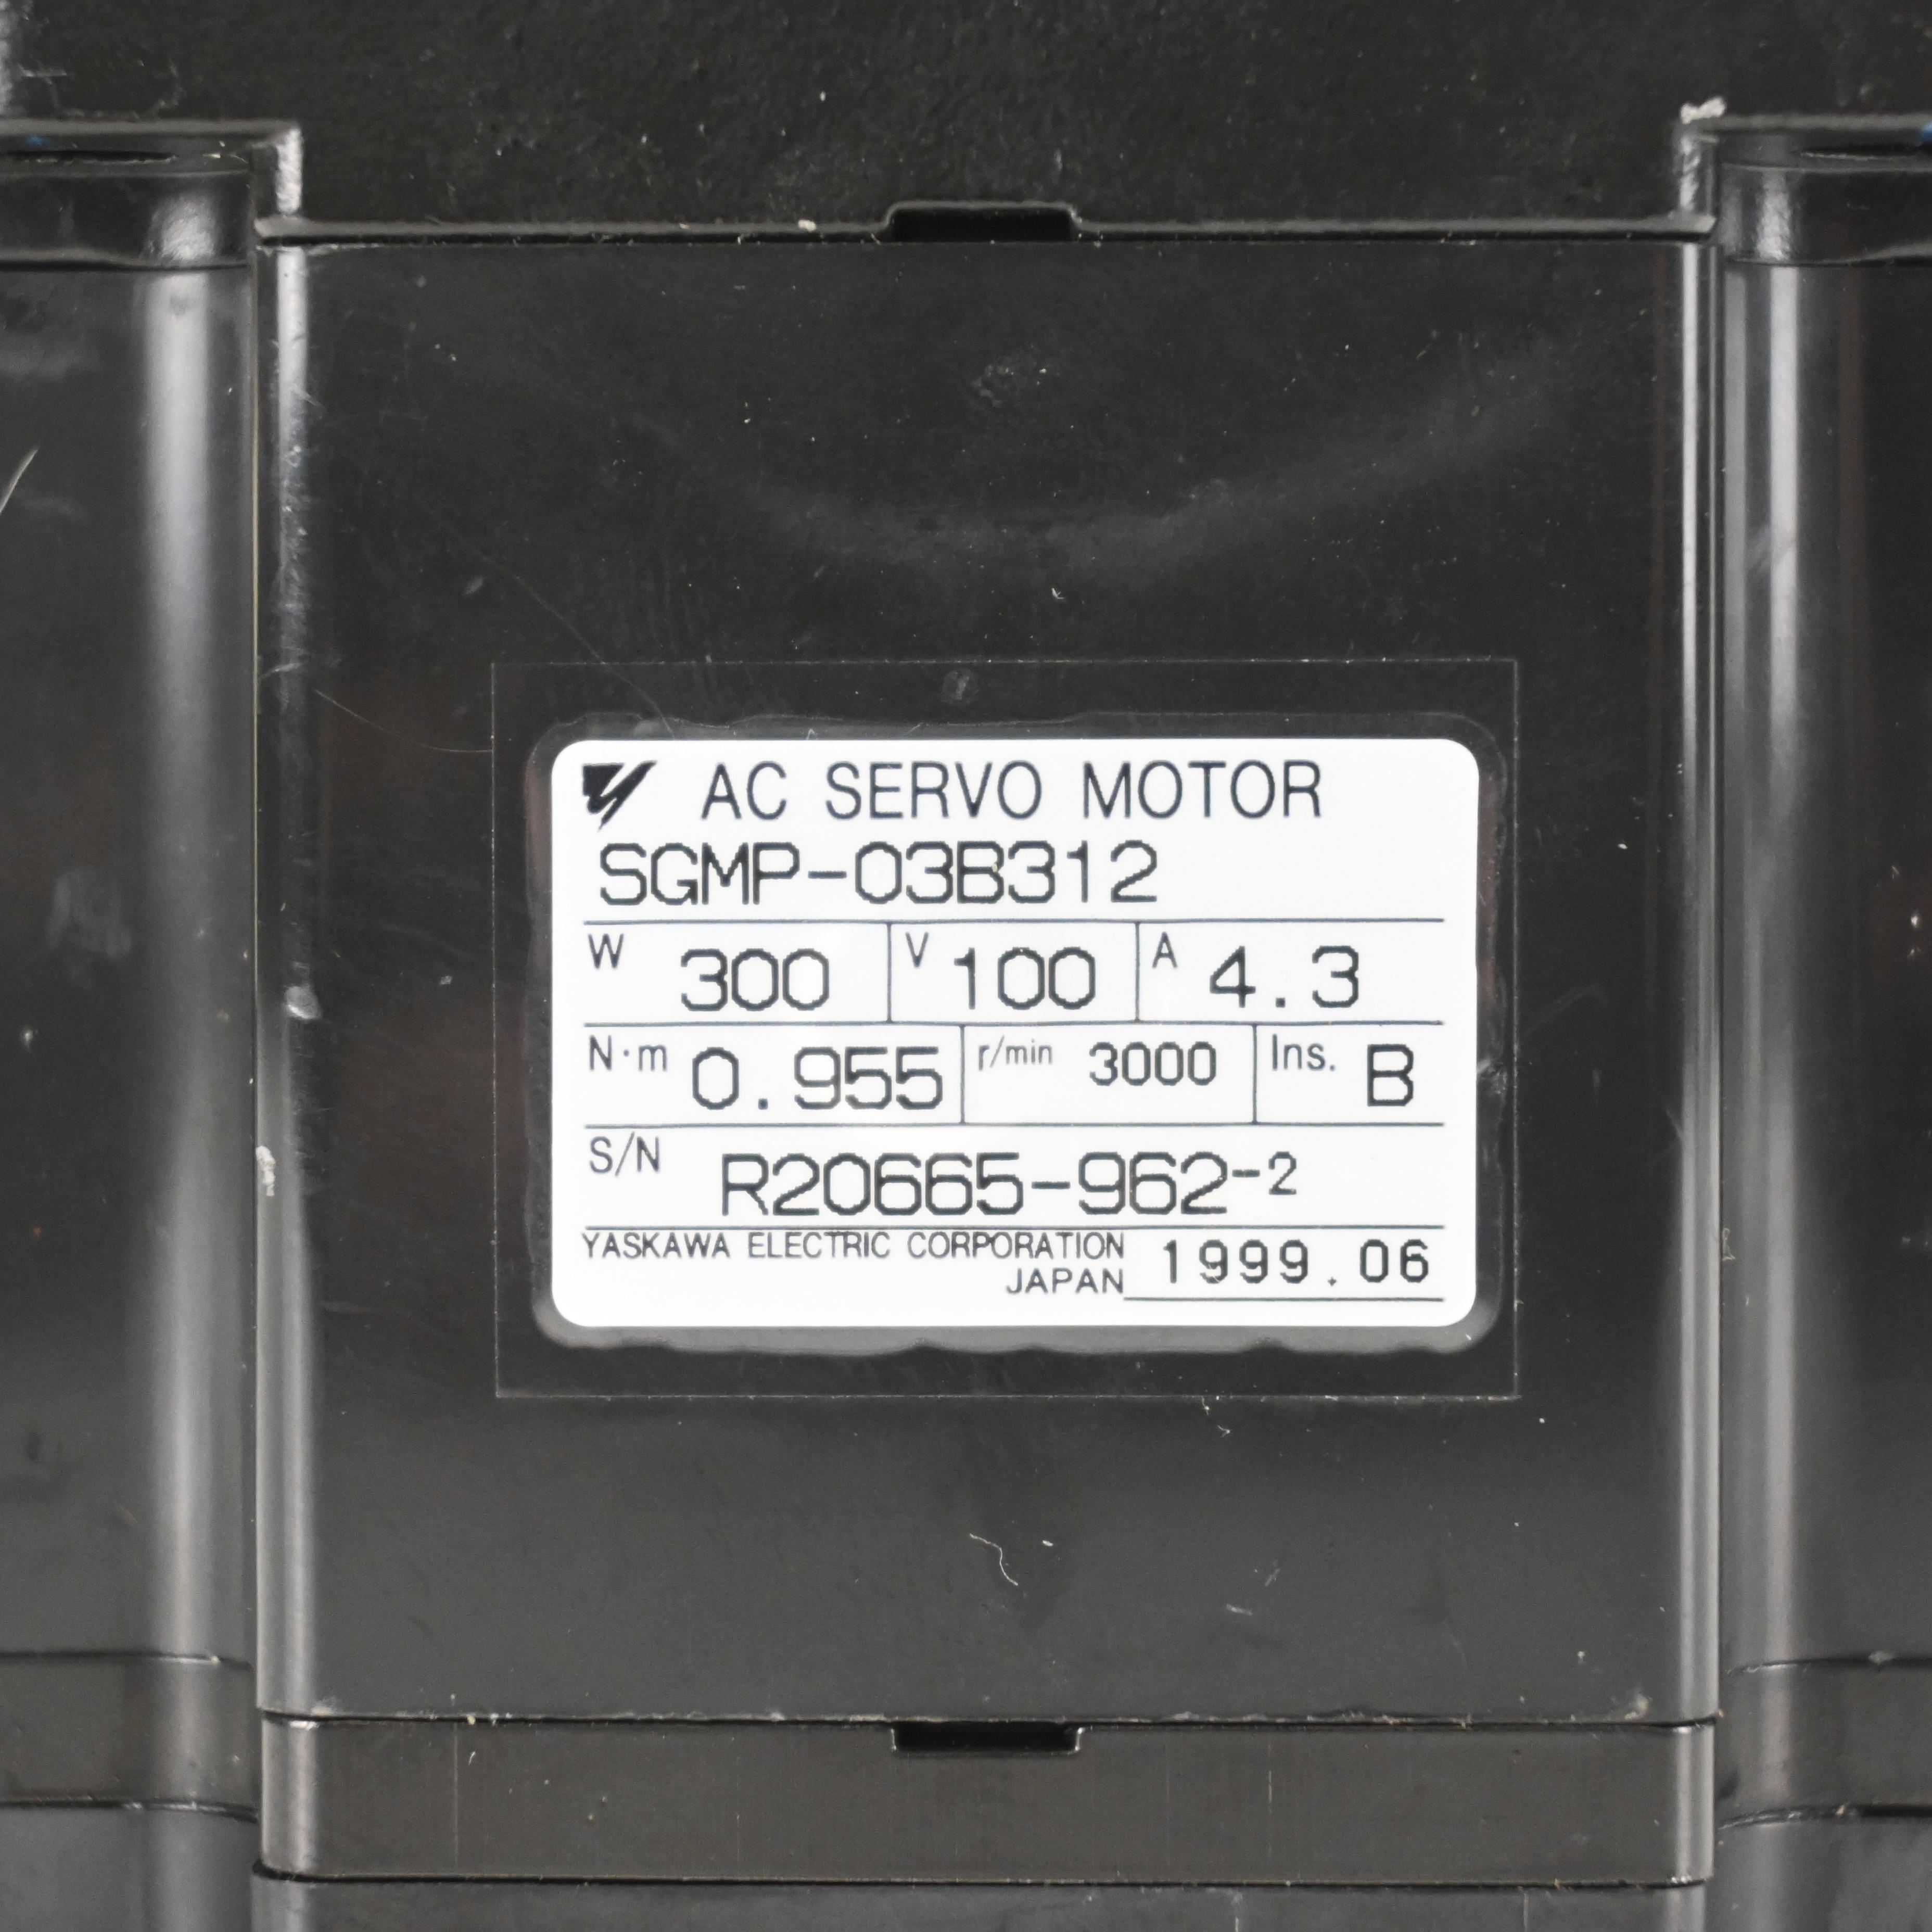 AC SERVO MOTOR
SGMP-03B312
W 300 V 100 A 4.3
N·m 0.955 r/min 3000 Ins. B
S/N R20665-962-2
YASKAWA ELECTRIC CORPORATION
JAPAN 1999.06